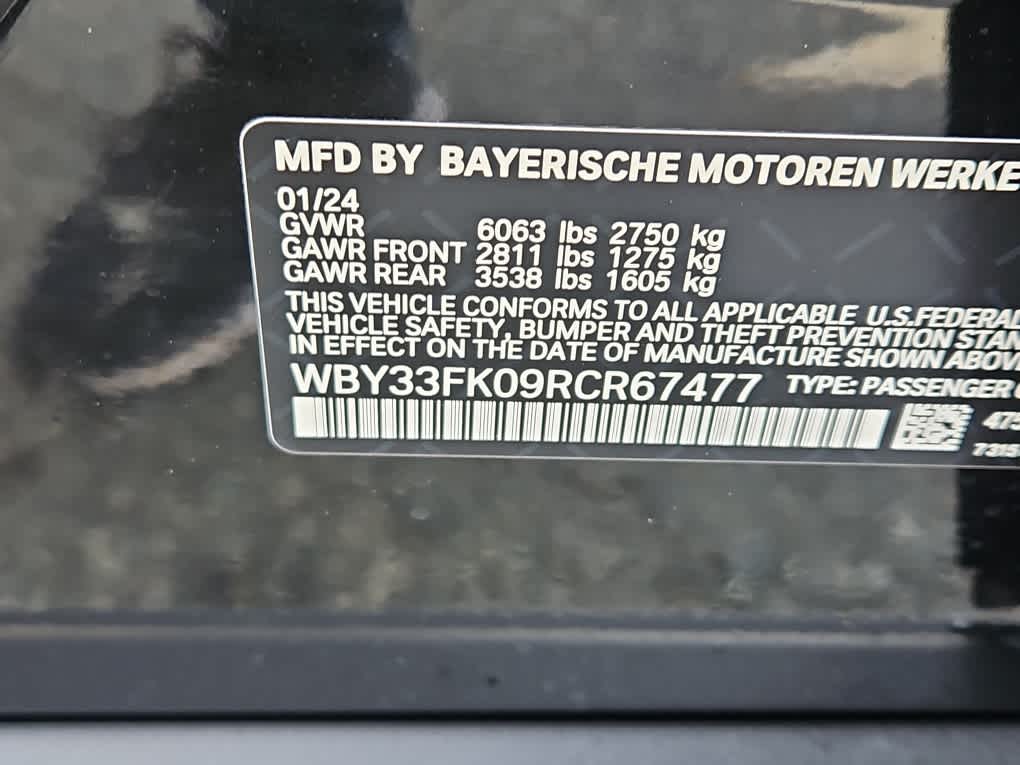 MFD BY BAYERISCHE MOTOREN WERKE
01/24
GVWR 6063 lbs 2750 kg
GAWR FRONT 2811 lbs 1275 kg
GAWR REAR 3538 lbs 1605 kg
THIS VEHICLE CONFORMS TO ALL APPLICABLE U.S.FEDERAL
VEHICLE SAFETY, BUMPER AND THEFT PREVENTION STAN
IN EFFECT ON THE DATE OF MANUFACTURE SHOWN ABOV
WBY33FK09RCR67477 TYPE: PASSENGER
475
7315